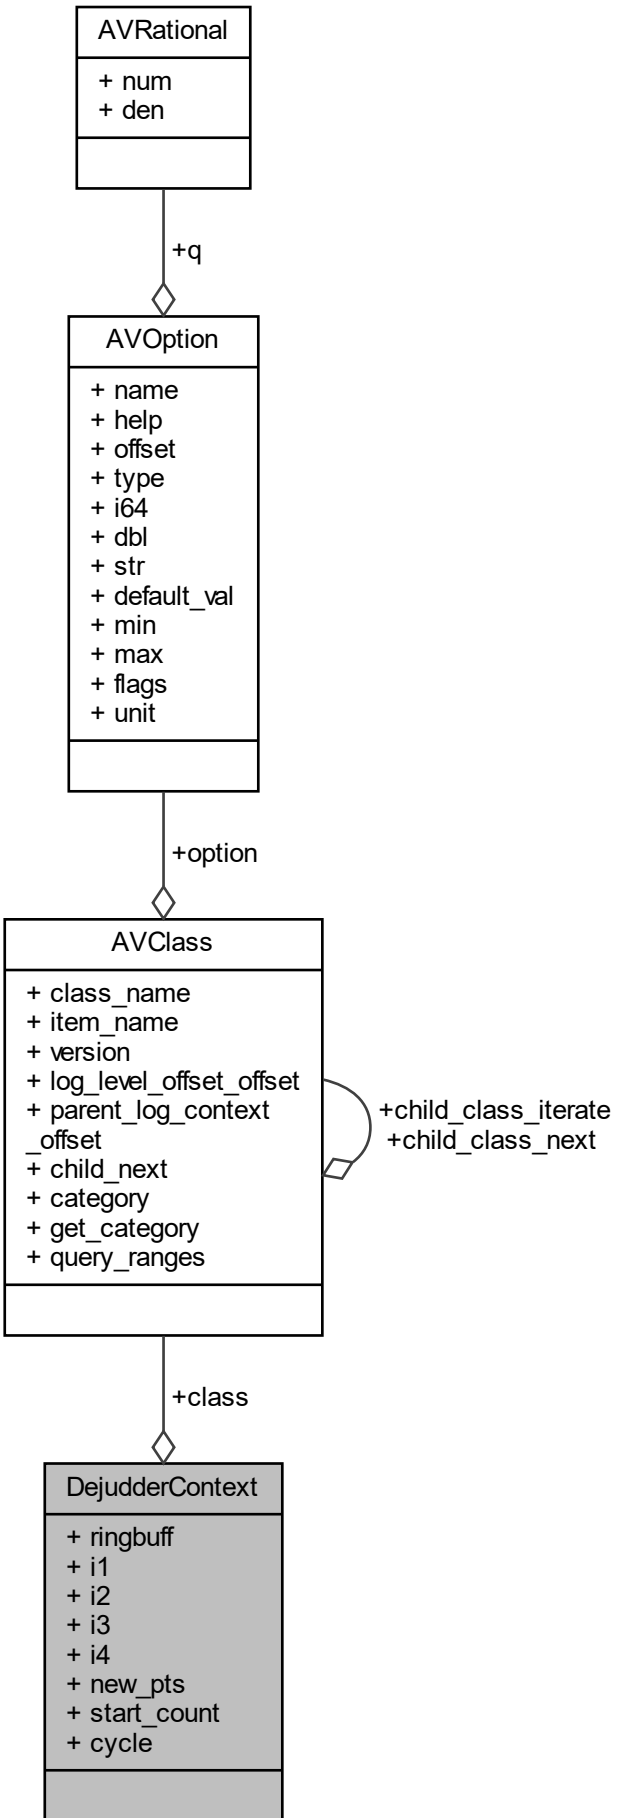 AVRational
+ num
+ den
+q
AVOption
+ name
+ help
+ offset
+ type
+ i64
+ dbl
+ str
+ default_val
+ min
+ max
+ flags
+ unit
+option
AVClass
+ class_name
+ item_name
+ version
+ log_level_offset_offset
+ parent_log_context
_offset
+ child_next
+ category
+ get_category
+ query_ranges
+child_class_iterate
+child_class_next
+class
DejudderContext
+ ringbuff
+ i1
+ i2
+ i3
+ i4
+ new_pts
+ start_count
+ cycle